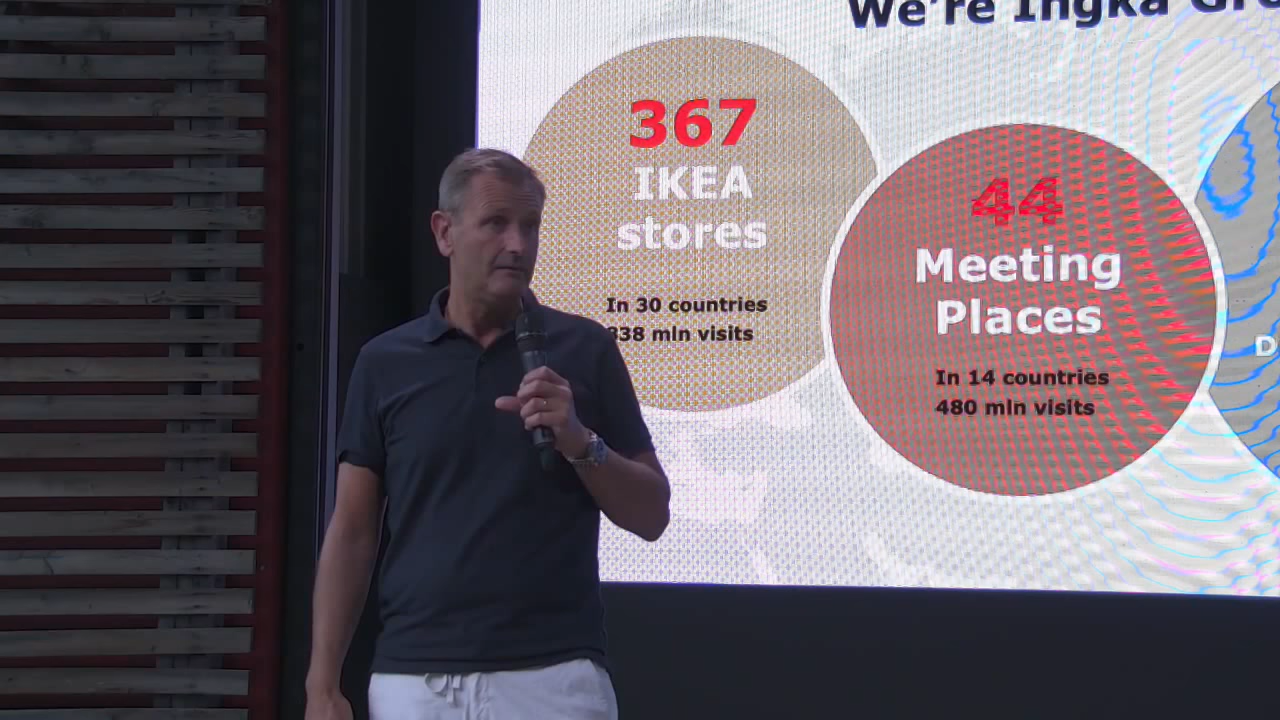 We're Ingka
367
IKEA
stores
In 30 countries
838 mln visits
44
Meeting
Places
In 14 countries
480 mln visits